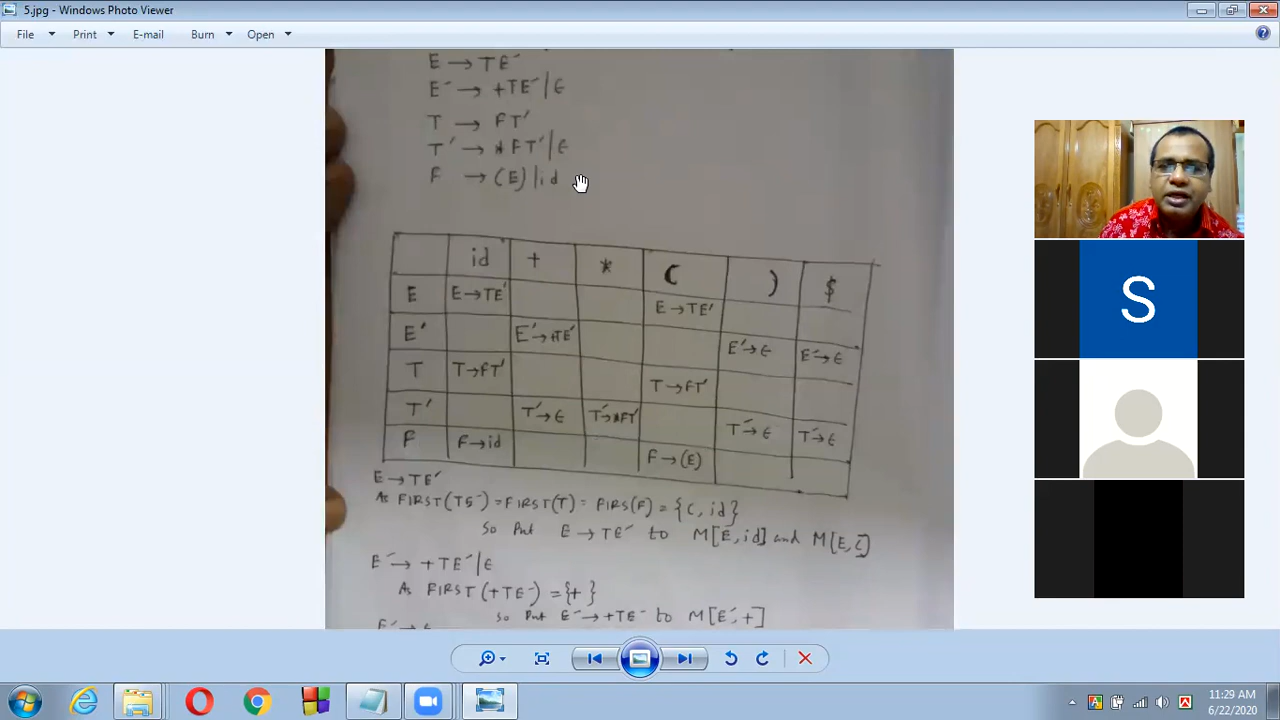 5.jpg - Windows Photo Viewer
File Print E-mail Burn Open
E → TE'
E' → +TE' | ϵ
T → FT'
T' → *FT' | ϵ
F → (E) | id
id + * ( ) $
E E→TE' E→TE'
E' E'→+TE' E'→ϵ E'→ϵ
T T→FT' T→FT'
T' T'→ϵ T'→*FT' T'→ϵ T'→ϵ
F F→id F→(E)
E → TE'
As FIRST(TE') = FIRST(T) = FIRS(F) = {(, id}
So Put E → TE' to M[E, id] and M[E, (]
E' → +TE' | ϵ
As FIRST(+TE') = {+}
So Put E' → +TE' to M[E', +]
S
11:29 AM
6/22/2020